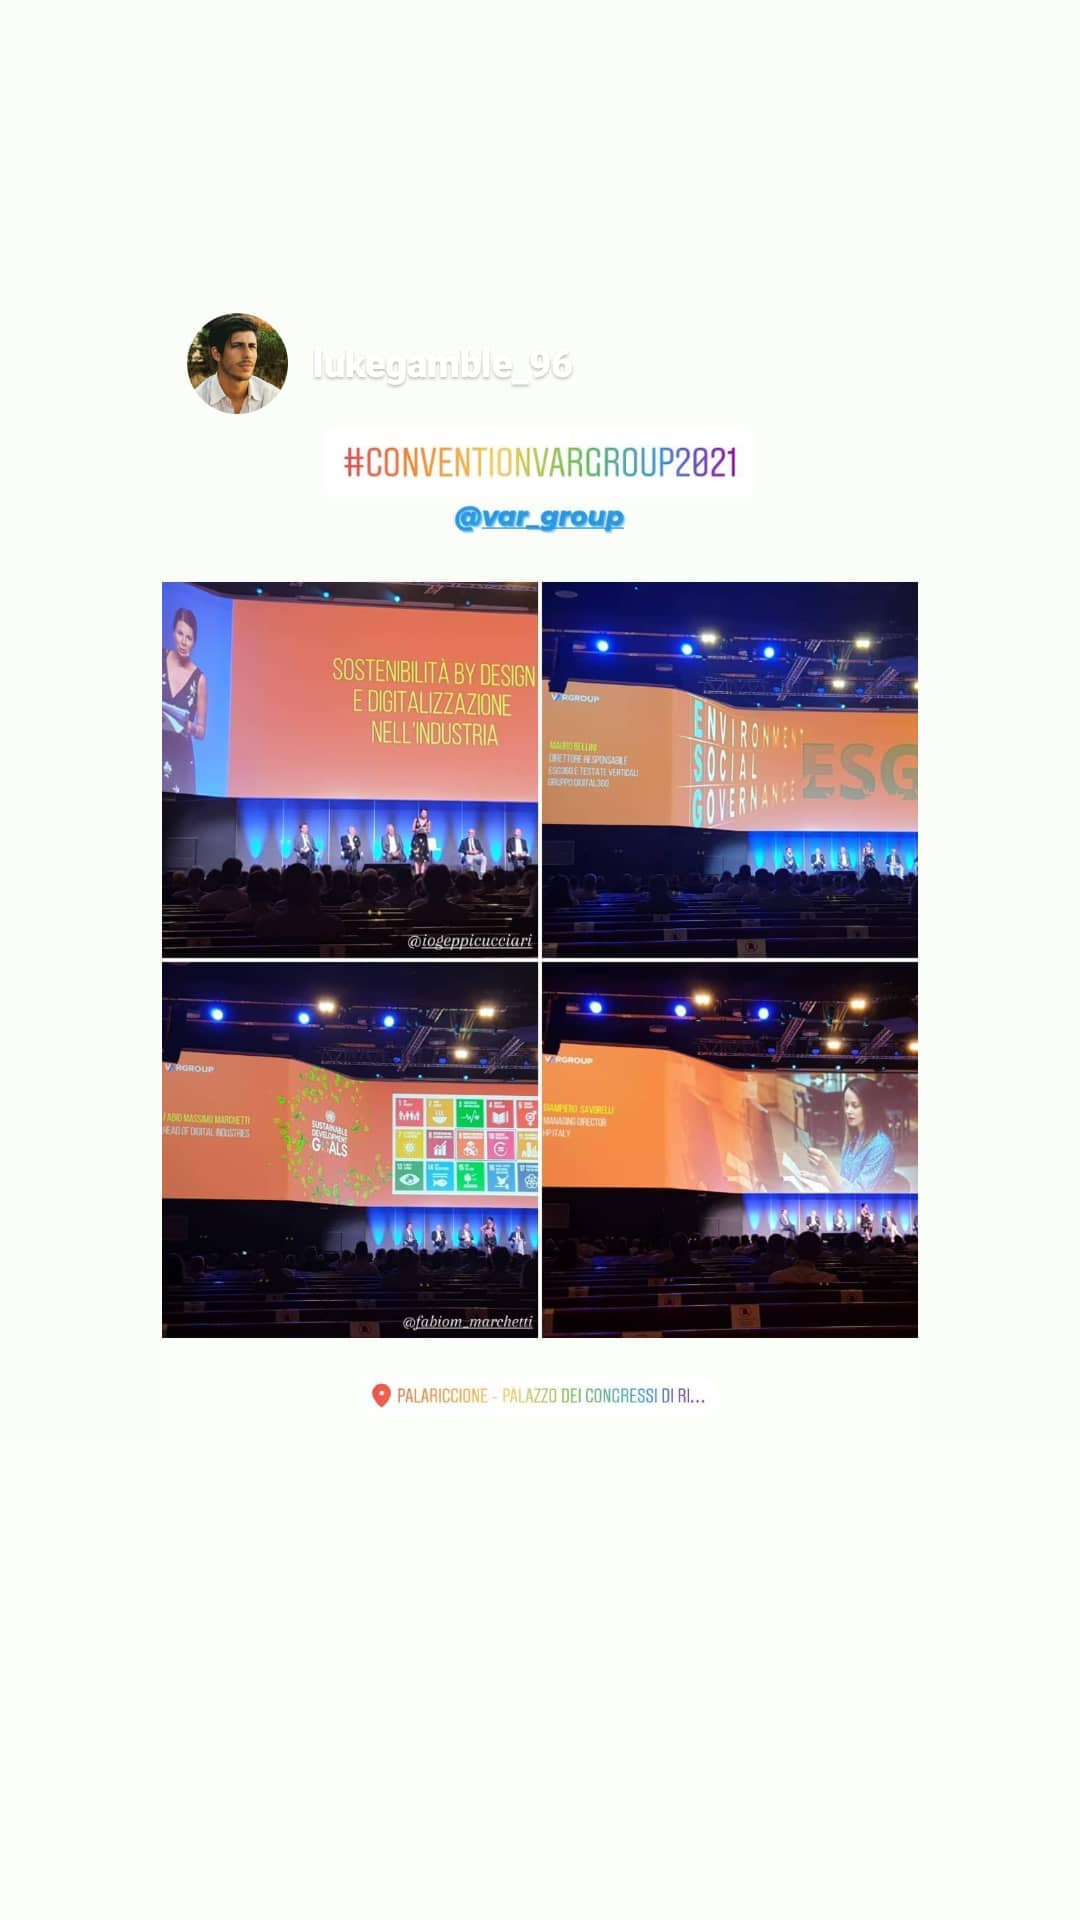 lukegamble_96
#CONVENTIONVARGROUP2021
@var_group
SOSTENIBILITÀ BY DESIGN
E DIGITALIZZAZIONE
NELL'INDUSTRIA
@iogeppicucciari
VARGROUP
MAURO BELLINI
DIRETTORE RESPONSABILE
ESG360 E TESTATE VERTICALI
GRUPPO DIGITAL360
ENVIRONMENT
SOCIAL
GOVERNANCE
ESG
VARGROUP
FABIO MASSIMO MARCHETTI
HEAD OF DIGITAL INDUSTRIES
SUSTAINABLE
DEVELOPMENT
GOALS
@fabiom_marchetti
VARGROUP
GIAMPIERO SAVORELLI
MANAGING DIRECTOR
HP ITALY
PALARICCIONE - PALAZZO DEI CONGRESSI DI RI...